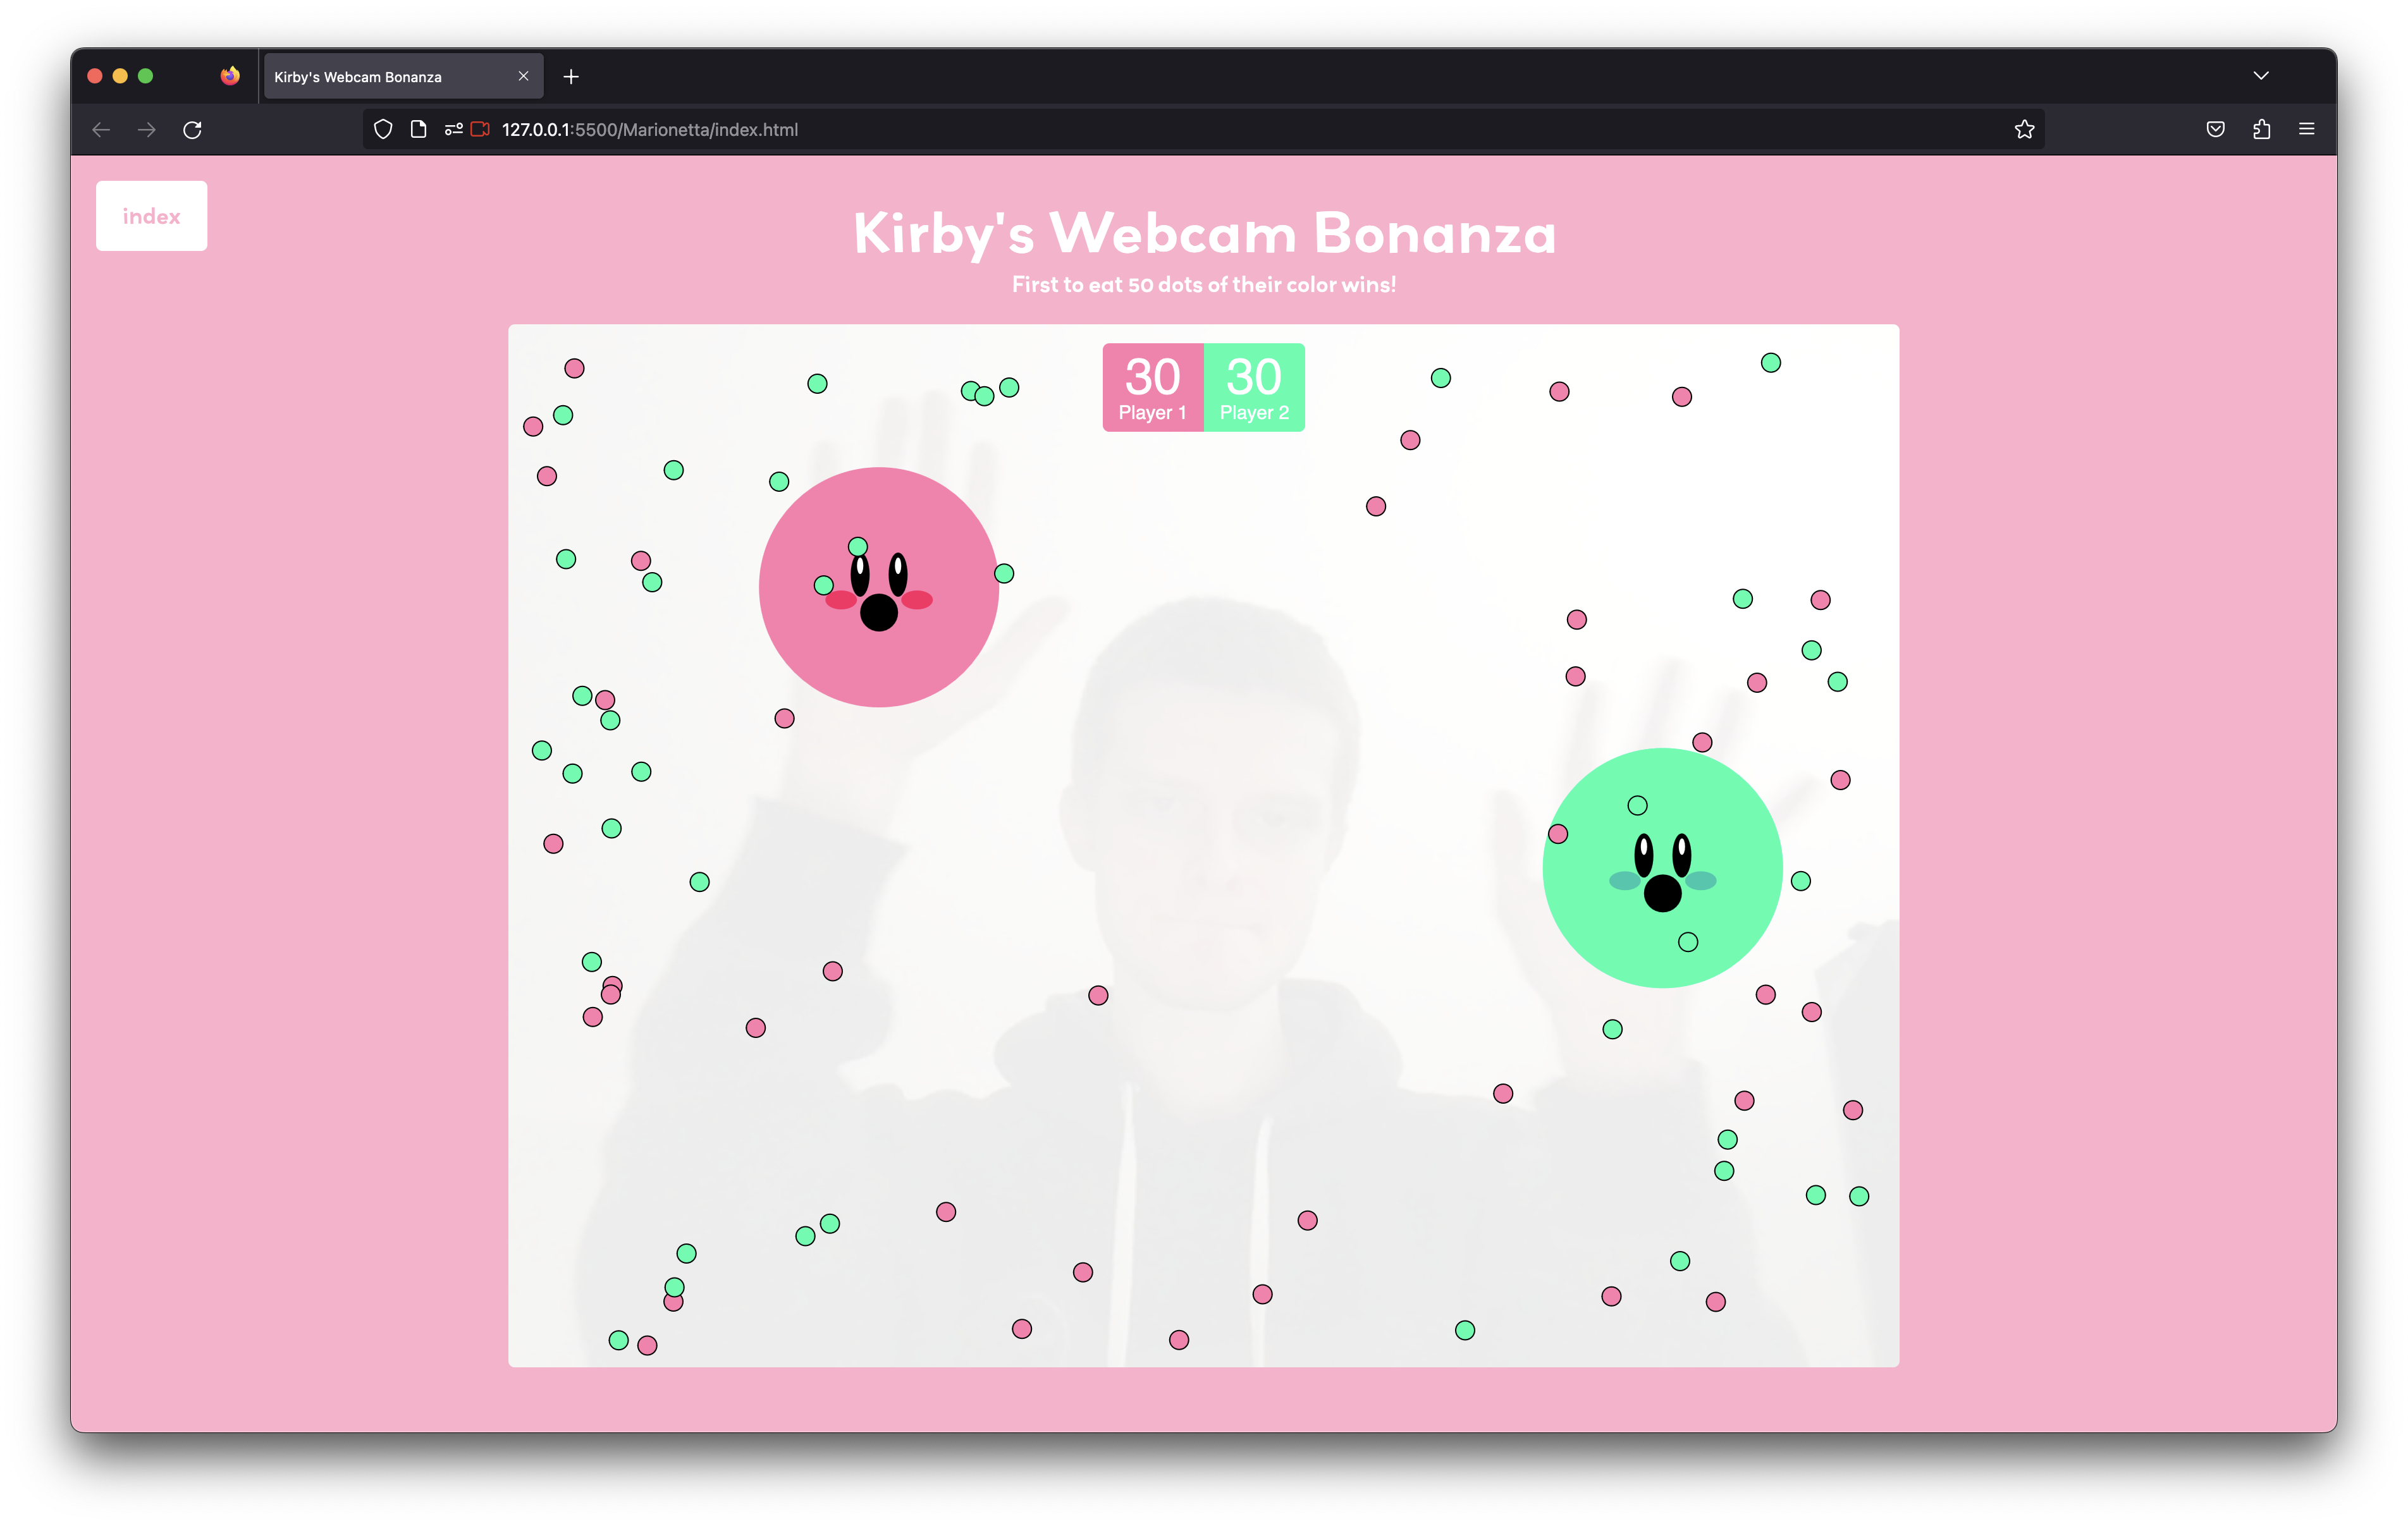 Kirby's Webcam Bonanza
127.0.0.1:5500/Marionetta/index.html
index
Kirby's Webcam Bonanza
First to eat 50 dots of their color wins!
30 30
Player 1 Player 2